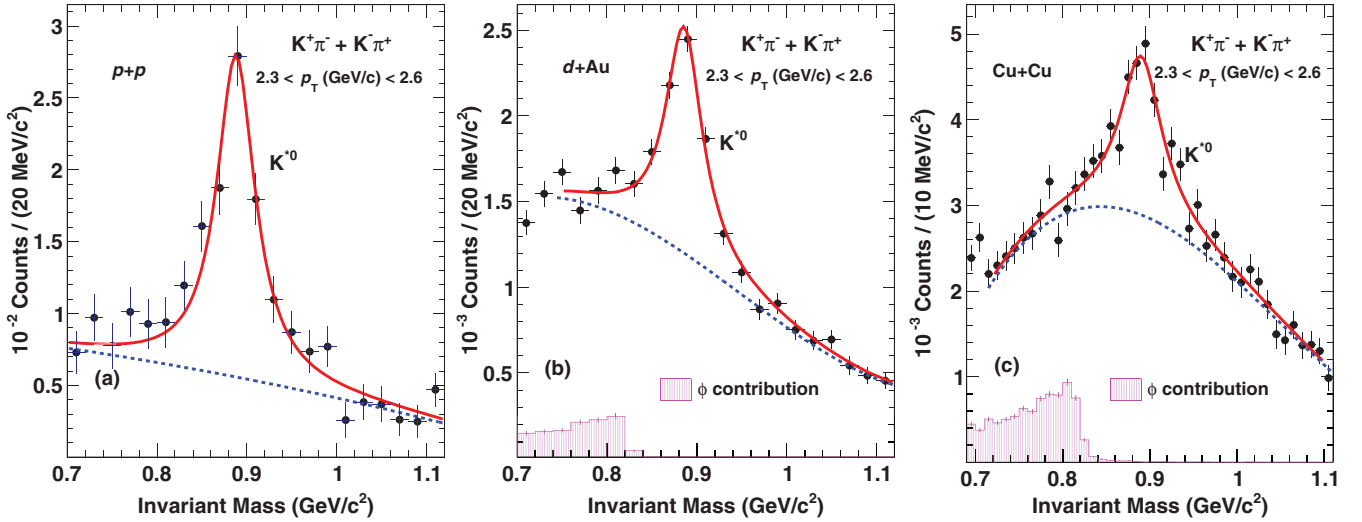 10⁻² Counts / (20 MeV/c²)
3
2.5
2
1.5
1
0.5
p+p
K⁺π⁻ + K⁻π⁺
2.3 < p_T (GeV/c) < 2.6
K*⁰
(a)
0.7 0.8 0.9 1 1.1
Invariant Mass (GeV/c²)
10⁻³ Counts / (20 MeV/c²)
2.5
2
1.5
1
0.5
d+Au
K⁺π⁻ + K⁻π⁺
2.3 < p_T (GeV/c) < 2.6
K*⁰
(b)
ϕ contribution
0.7 0.8 0.9 1 1.1
Invariant Mass (GeV/c²)
10⁻³ Counts / (10 MeV/c²)
5
4
3
2
1
Cu+Cu
K⁺π⁻ + K⁻π⁺
2.3 < p_T (GeV/c) < 2.6
K*⁰
(c)
ϕ contribution
0.7 0.8 0.9 1 1.1
Invariant Mass (GeV/c²)